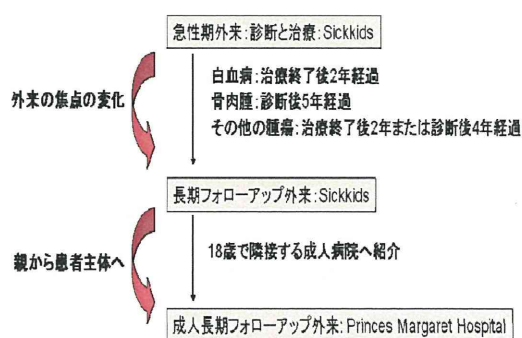 急性期外来:診断と治療:Sickkids
白血病:治療終了後2年経過
骨肉腫:診断後5年経過
その他の腫瘍:治療終了後2年または診断後4年経過
外来の焦点の変化
長期フォローアップ外来:Sickkids
18歳で隣接する成人病院へ紹介
親から患者主体へ
成人長期フォローアップ外来:Princes Margaret Hospital